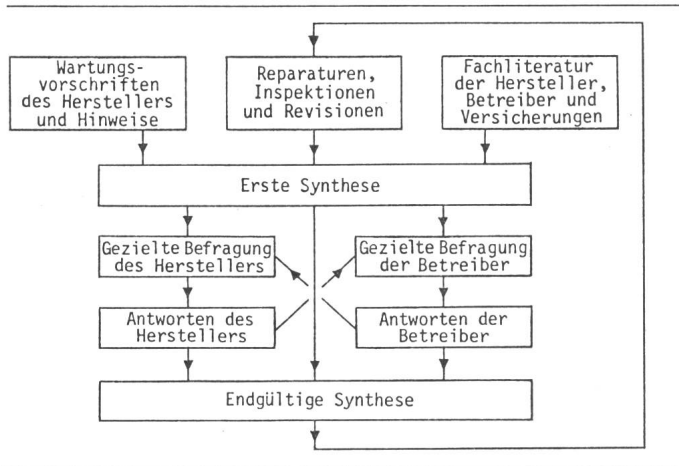 Wartungs-
vorschriften
des Herstellers
und Hinweise
Reparaturen,
Inspektionen
und Revisionen
Fachliteratur
der Hersteller,
Betreiber und
Versicherungen
Erste Synthese
Gezielte Befragung
des Herstellers
Gezielte Befragung
der Betreiber
Antworten des
Herstellers
Antworten der
Betreiber
Endgültige Synthese